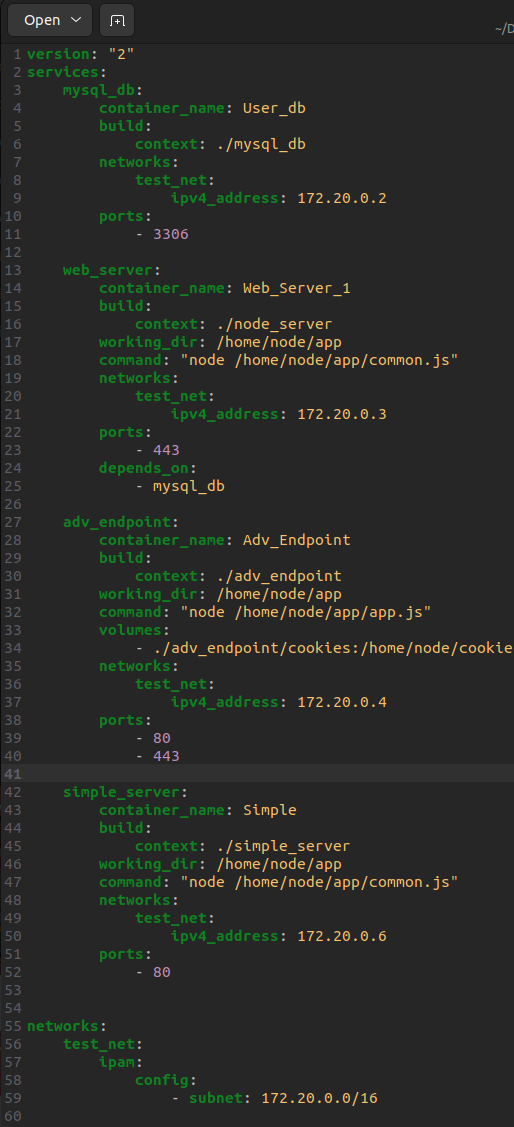 Open
~/D
1 version: "2"
2 services:
3     mysql_db:
4         container_name: User_db
5         build:
6             context: ./mysql_db
7         networks:
8             test_net:
9                 ipv4_address: 172.20.0.2
10         ports:
11             - 3306
12
13     web_server:
14         container_name: Web_Server_1
15         build:
16             context: ./node_server
17         working_dir: /home/node/app
18         command: "node /home/node/app/common.js"
19         networks:
20             test_net:
21                 ipv4_address: 172.20.0.3
22         ports:
23             - 443
24         depends_on:
25             - mysql_db
26
27     adv_endpoint:
28         container_name: Adv_Endpoint
29         build:
30             context: ./adv_endpoint
31         working_dir: /home/node/app
32         command: "node /home/node/app/app.js"
33         volumes:
34             - ./adv_endpoint/cookies:/home/node/cookie
35         networks:
36             test_net:
37                 ipv4_address: 172.20.0.4
38         ports:
39             - 80
40             - 443
41
42     simple_server:
43         container_name: Simple
44         build:
45             context: ./simple_server
46         working_dir: /home/node/app
47         command: "node /home/node/app/common.js"
48         networks:
49             test_net:
50                 ipv4_address: 172.20.0.6
51         ports:
52             - 80
53
54
55 networks:
56     test_net:
57         ipam:
58             config:
59                 - subnet: 172.20.0.0/16
60